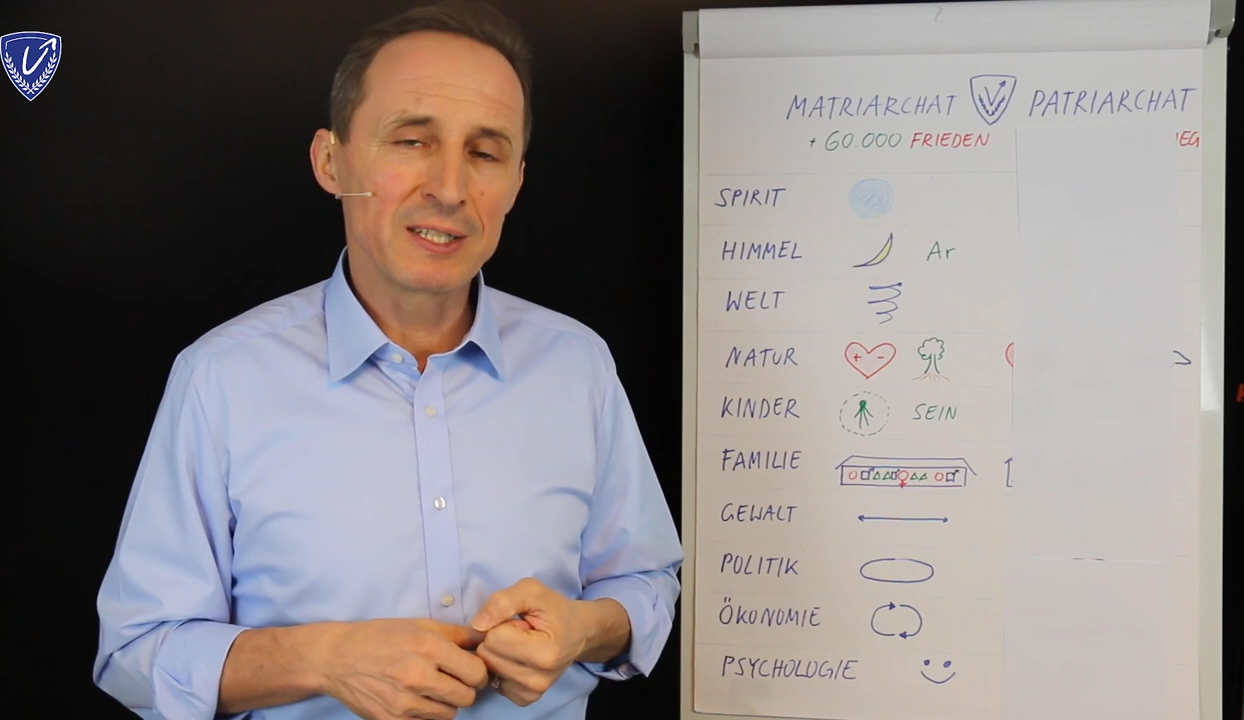 MATRIARCHAT V PATRIARCHAT
+ 60.000 FRIEDEN
SPIRIT
HIMMEL Ar
WELT
NATUR + -
KINDER SEIN
FAMILIE
GEWALT
POLITIK
ÖKONOMIE
PSYCHOLOGIE